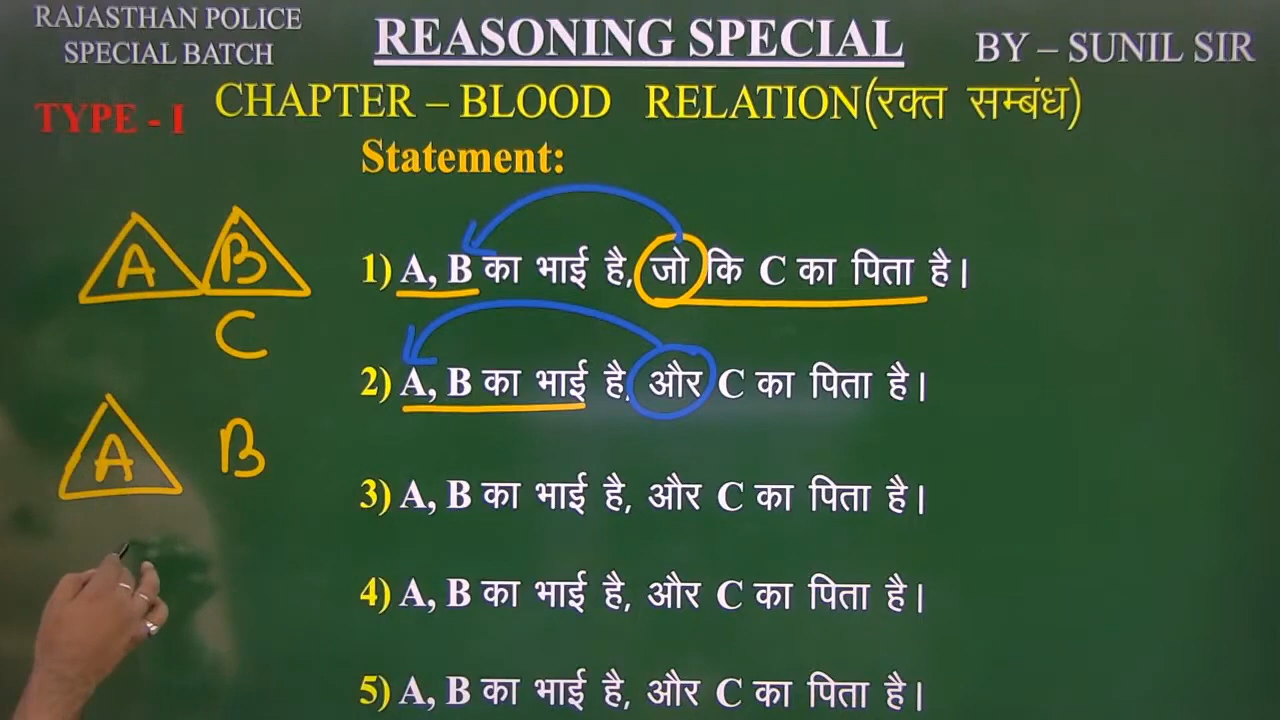 RAJASTHAN POLICE
SPECIAL BATCH
REASONING SPECIAL
BY – SUNIL SIR
TYPE - I
CHAPTER – BLOOD RELATION(रक्त सम्बंध)
Statement:
A B
C
1) A, B का भाई है, जो कि C का पिता है।
2) A, B का भाई है, और C का पिता है।
A B
3) A, B का भाई है, और C का पिता है।
4) A, B का भाई है, और C का पिता है।
5) A, B का भाई है, और C का पिता है।